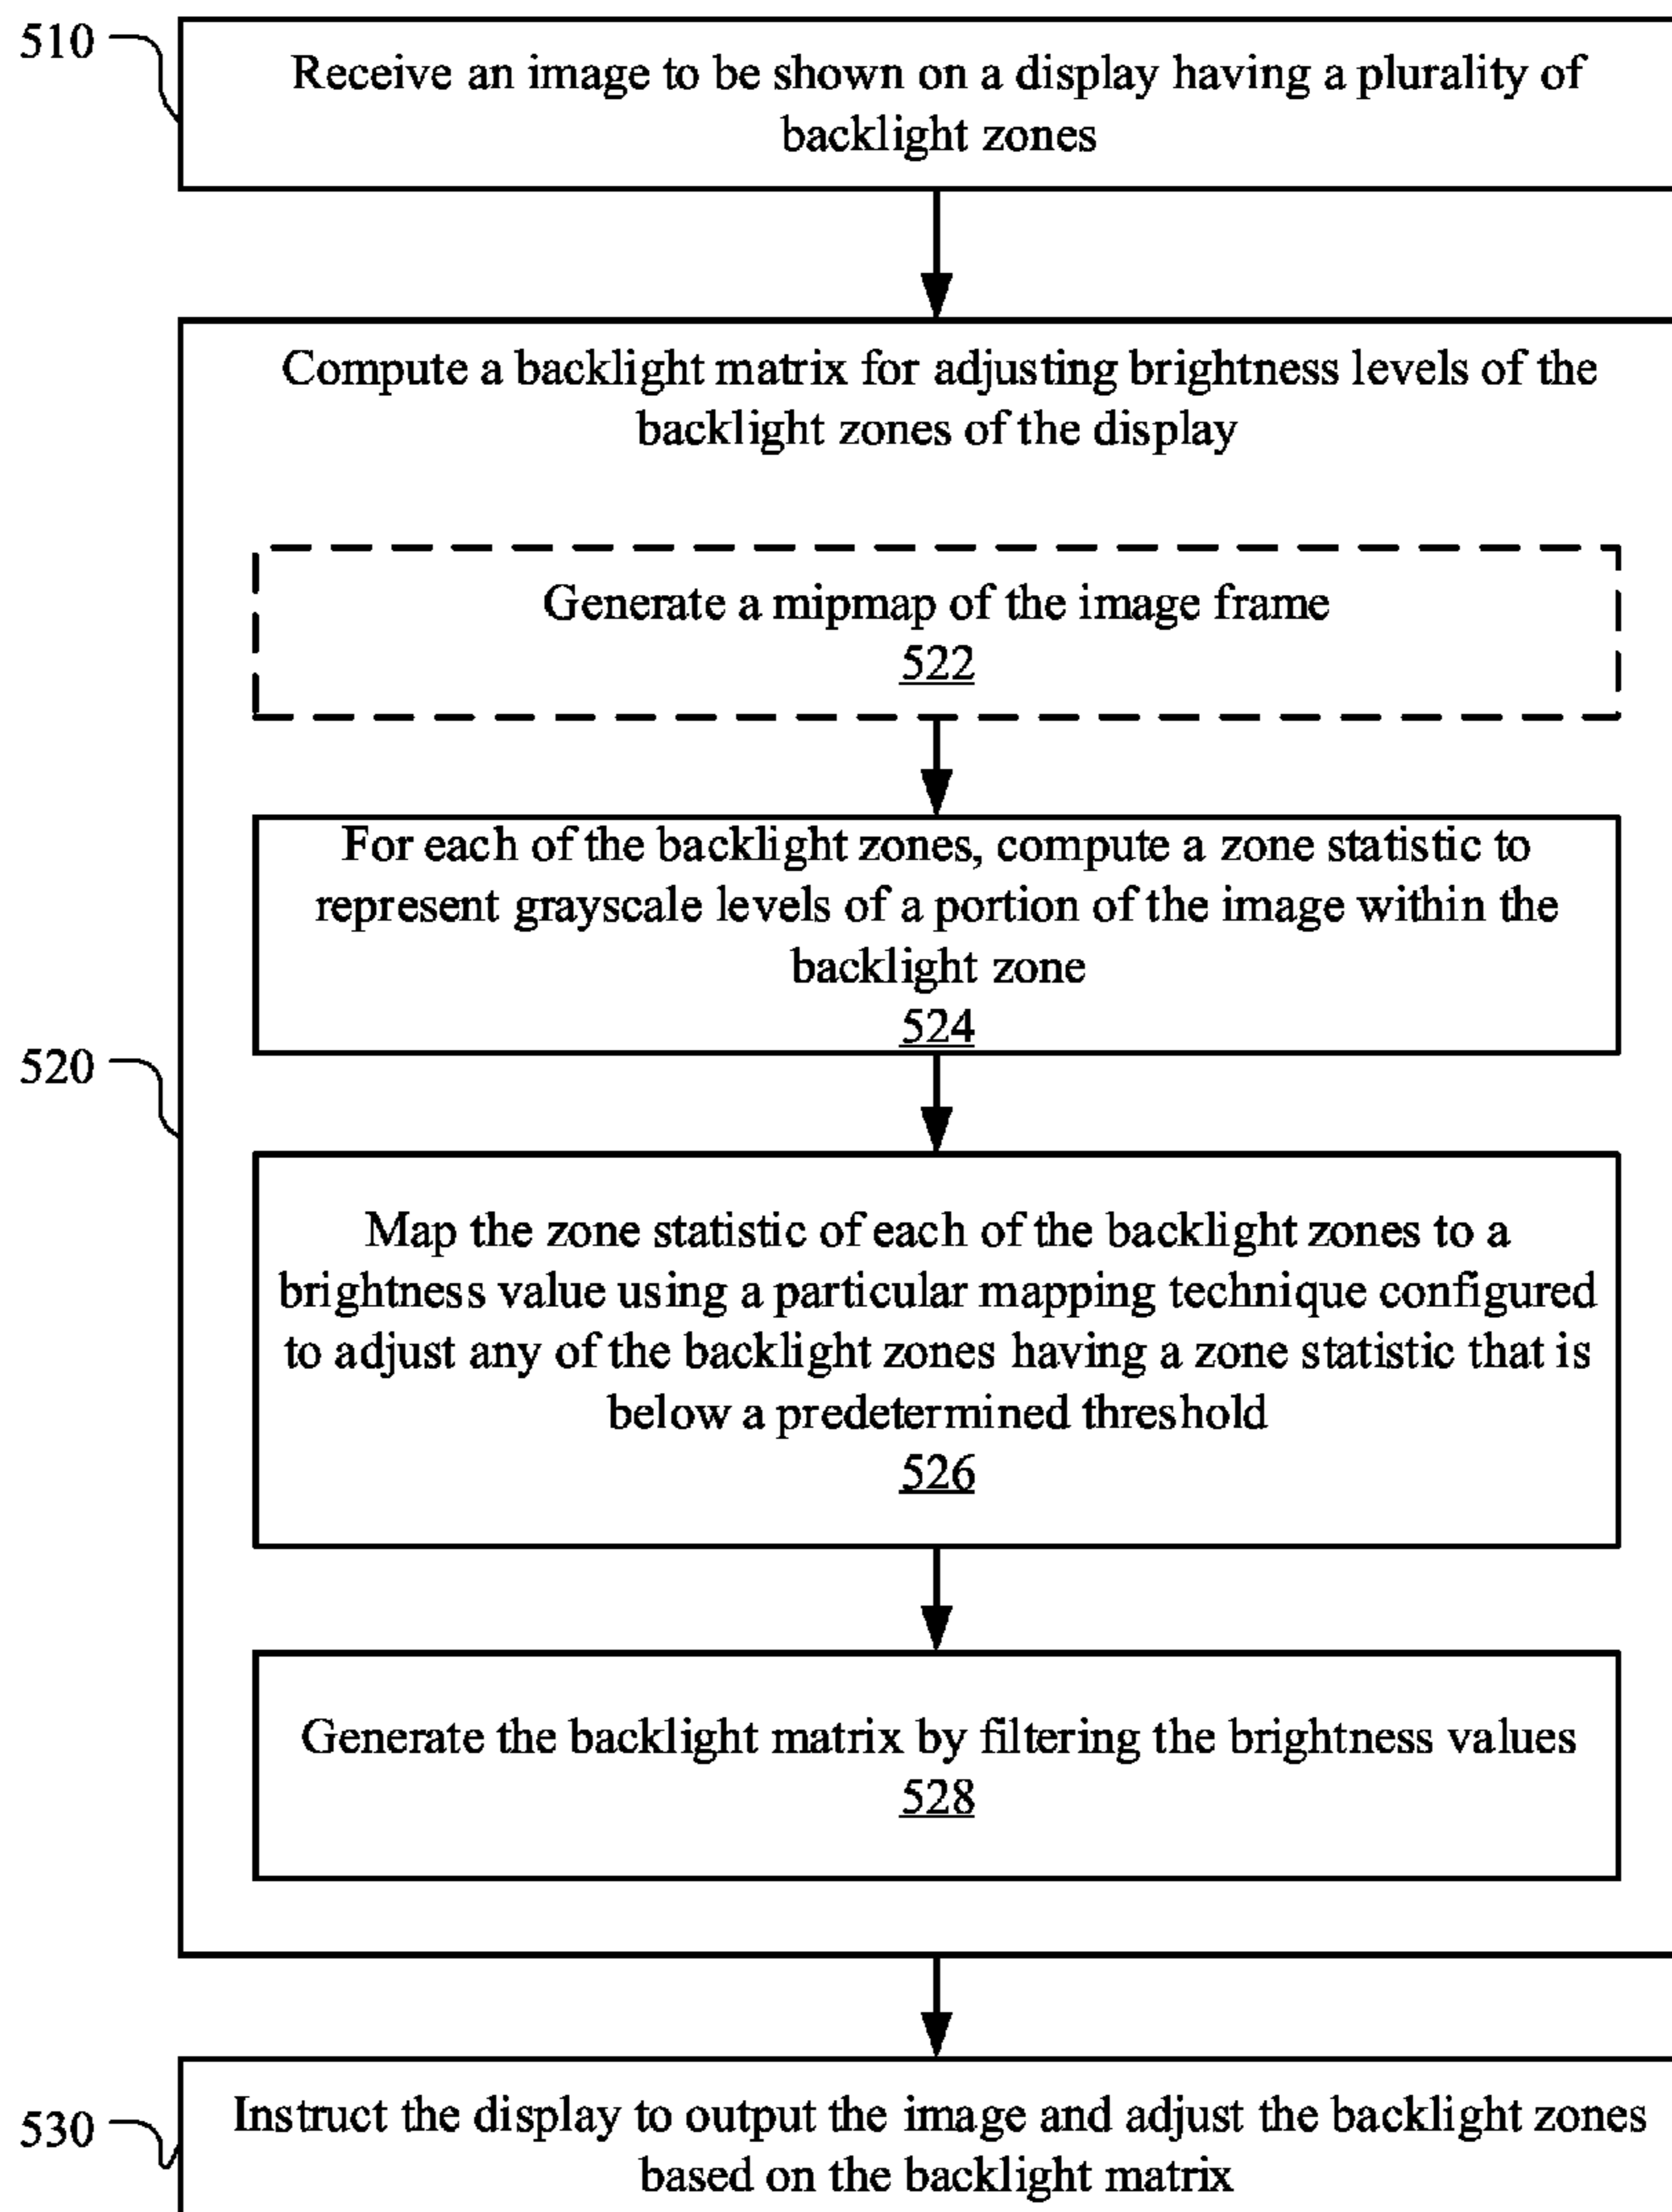 510
Receive an image to be shown on a display having a plurality of
backlight zones
Compute a backlight matrix for adjusting brightness levels of the
backlight zones of the display
Generate a mipmap of the image frame
522
For each of the backlight zones, compute a zone statistic to
represent grayscale levels of a portion of the image within the
backlight zone
524
520
Map the zone statistic of each of the backlight zones to a
brightness value using a particular mapping technique configured
to adjust any of the backlight zones having a zone statistic that is
below a predetermined threshold
526
Generate the backlight matrix by filtering the brightness values
528
530
Instruct the display to output the image and adjust the backlight zones
based on the backlight matrix